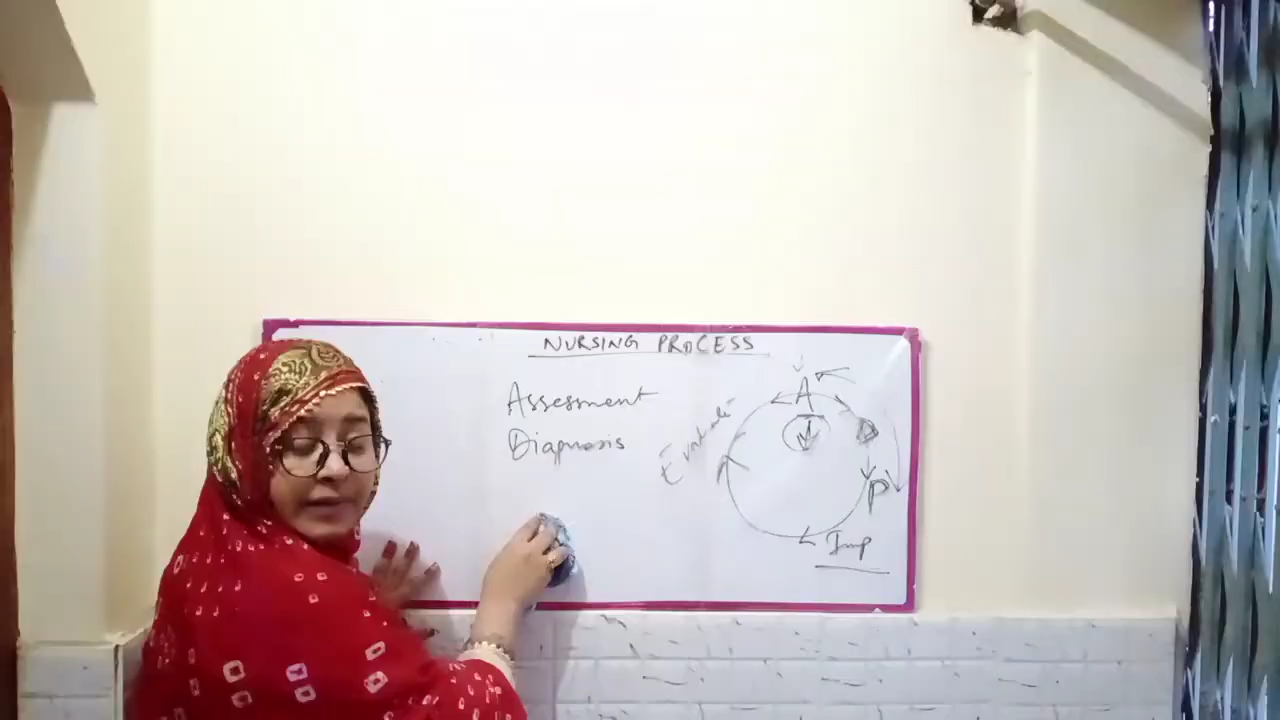 NURSING PROCESS
Assessment
Diagnosis
A
P
Imp